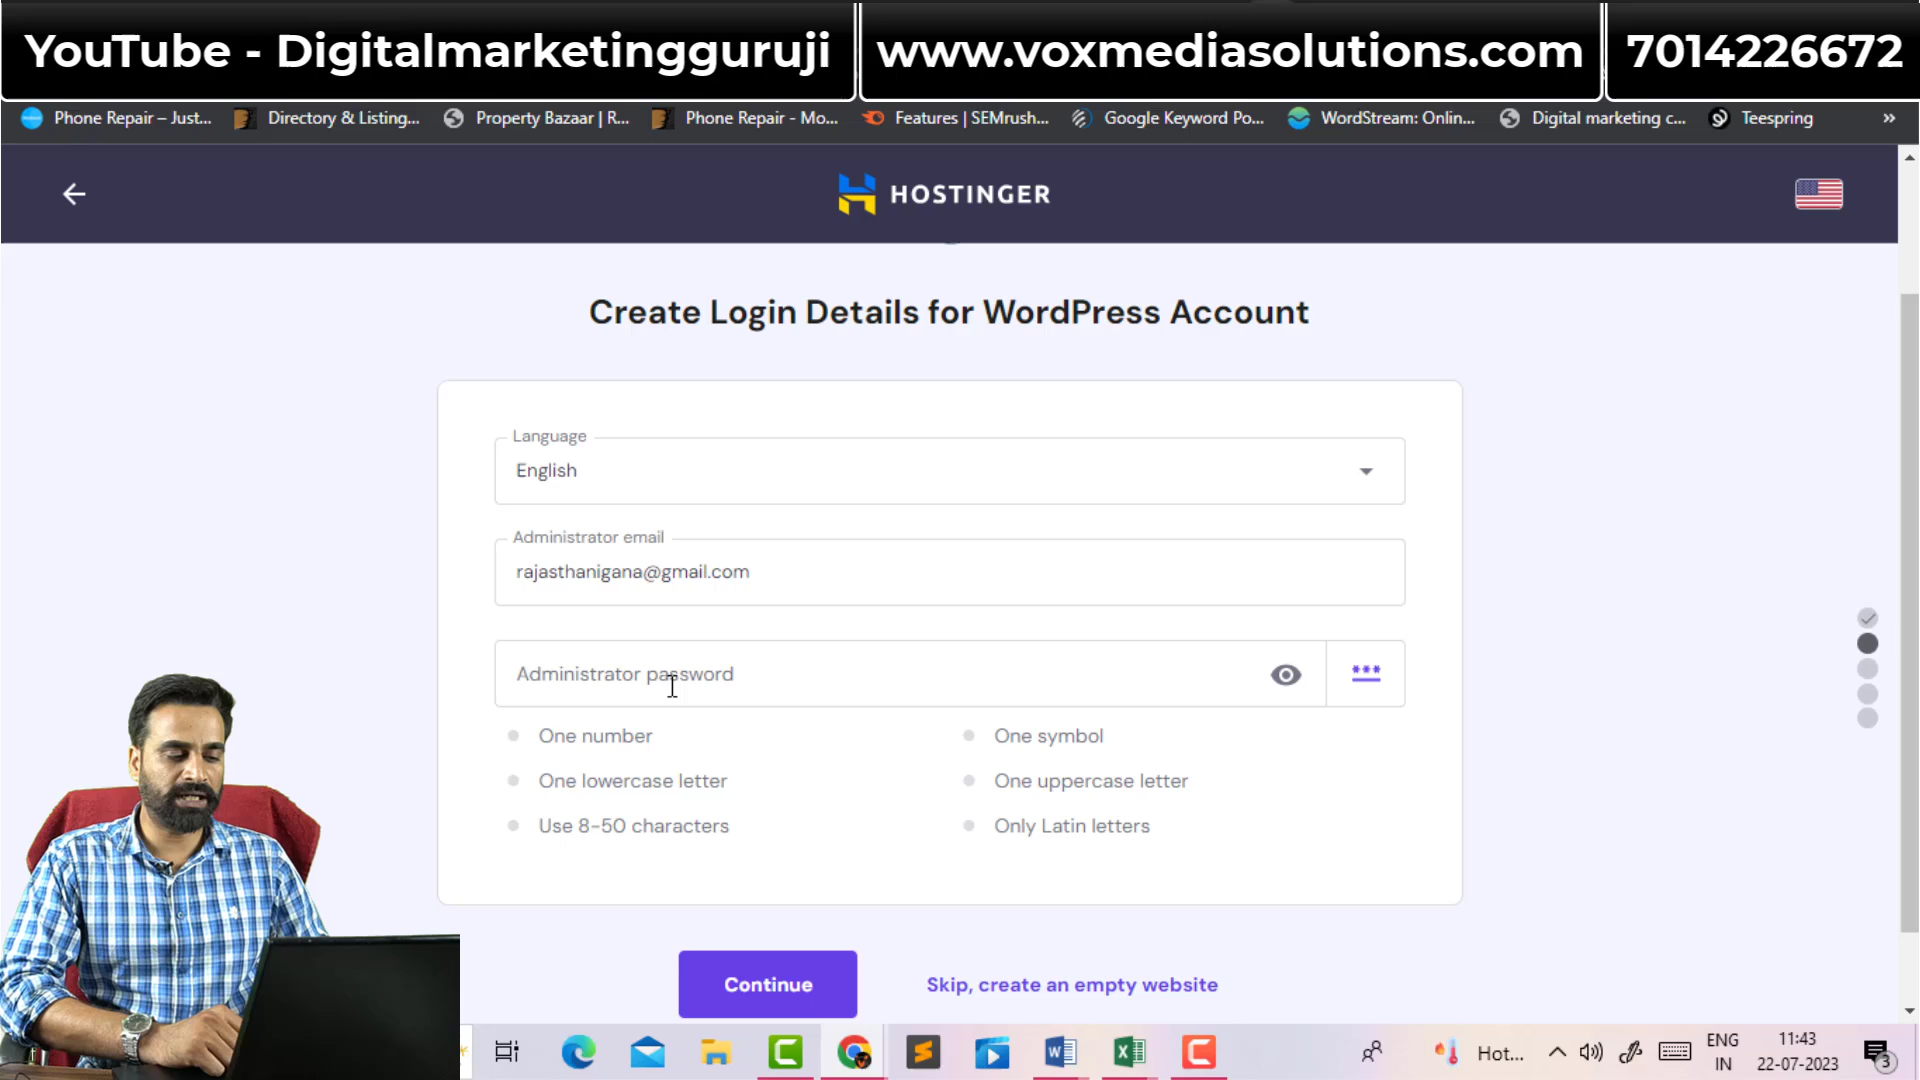 YouTube - Digitalmarketingguruji
www.voxmediasolutions.com
7014226672
Phone Repair – Just...
Directory & Listing...
Property Bazaar | R...
Phone Repair - Mo...
Features | SEMrush...
Google Keyword Po...
WordStream: Onlin...
Digital marketing c...
Teespring
»
HOSTINGER
Create Login Details for WordPress Account
Language
English
Administrator email
rajasthanigana@gmail.com
Administrator password
***
One number
One symbol
One lowercase letter
One uppercase letter
Use 8-50 characters
Only Latin letters
Continue
Skip, create an empty website
Hot...
ENG
IN
11:43
22-07-2023
3